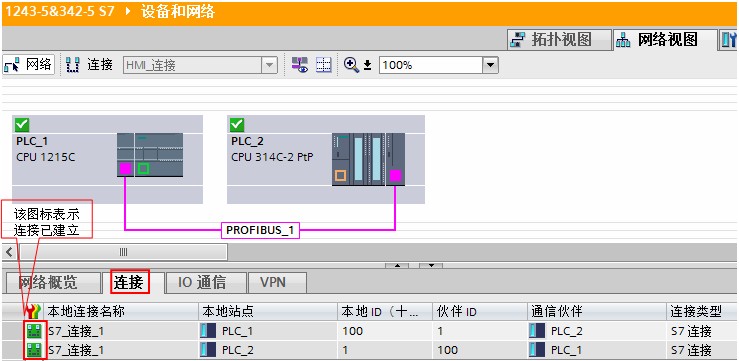 1243-5&342-5 S7 ▸ 设备和网络
拓扑视图 网络视图
网络 连接 HMI_连接 100%
PLC_1
CPU 1215C
PLC_2
CPU 314C-2 PtP
该图标表示
连接已建立
PROFIBUS_1
网络概览 连接 IO 通信 VPN
本地连接名称 本地站点 本地 ID（十... 伙伴 ID 通信伙伴 连接类型
S7_连接_1 PLC_1 100 1 PLC_2 S7 连接
S7_连接_1 PLC_2 1 100 PLC_1 S7 连接